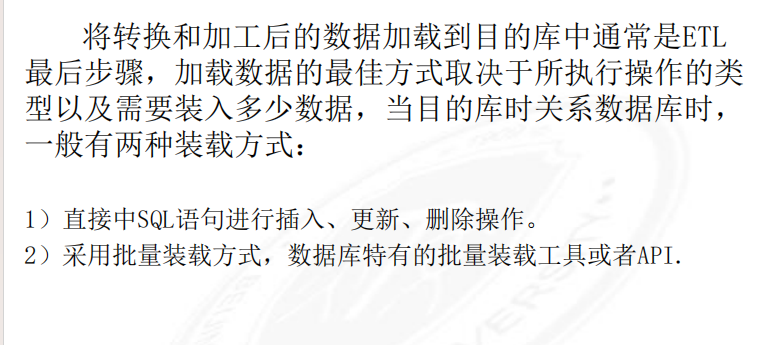 将转换和加工后的数据加载到目的库中通常是ETL
最后步骤，加载数据的最佳方式取决于所执行操作的类
型以及需要装入多少数据，当目的库时关系数据库时，
一般有两种装载方式：
1）直接中SQL语句进行插入、更新、删除操作。
2）采用批量装载方式，数据库特有的批量装载工具或者API.